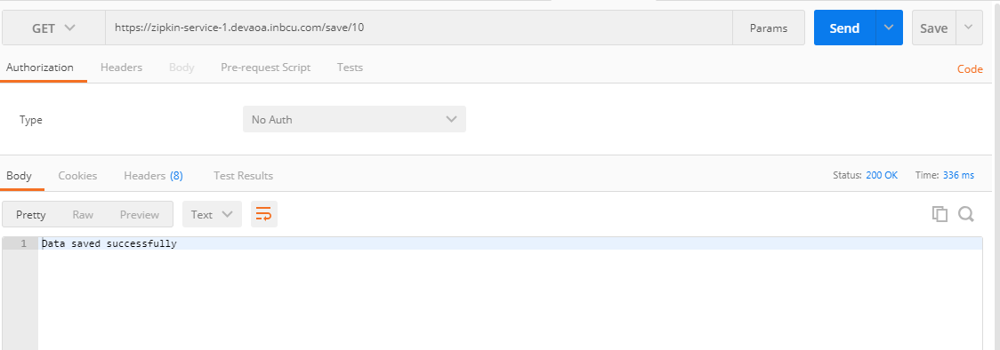 GET https://zipkin-service-1.devaoa.inbcu.com/save/10 Params Send Save
Authorization Headers Body Pre-request Script Tests Code
Type No Auth
Body Cookies Headers (8) Test Results Status: 200 OK Time: 336 ms
Pretty Raw Preview Text
1 Data saved successfully